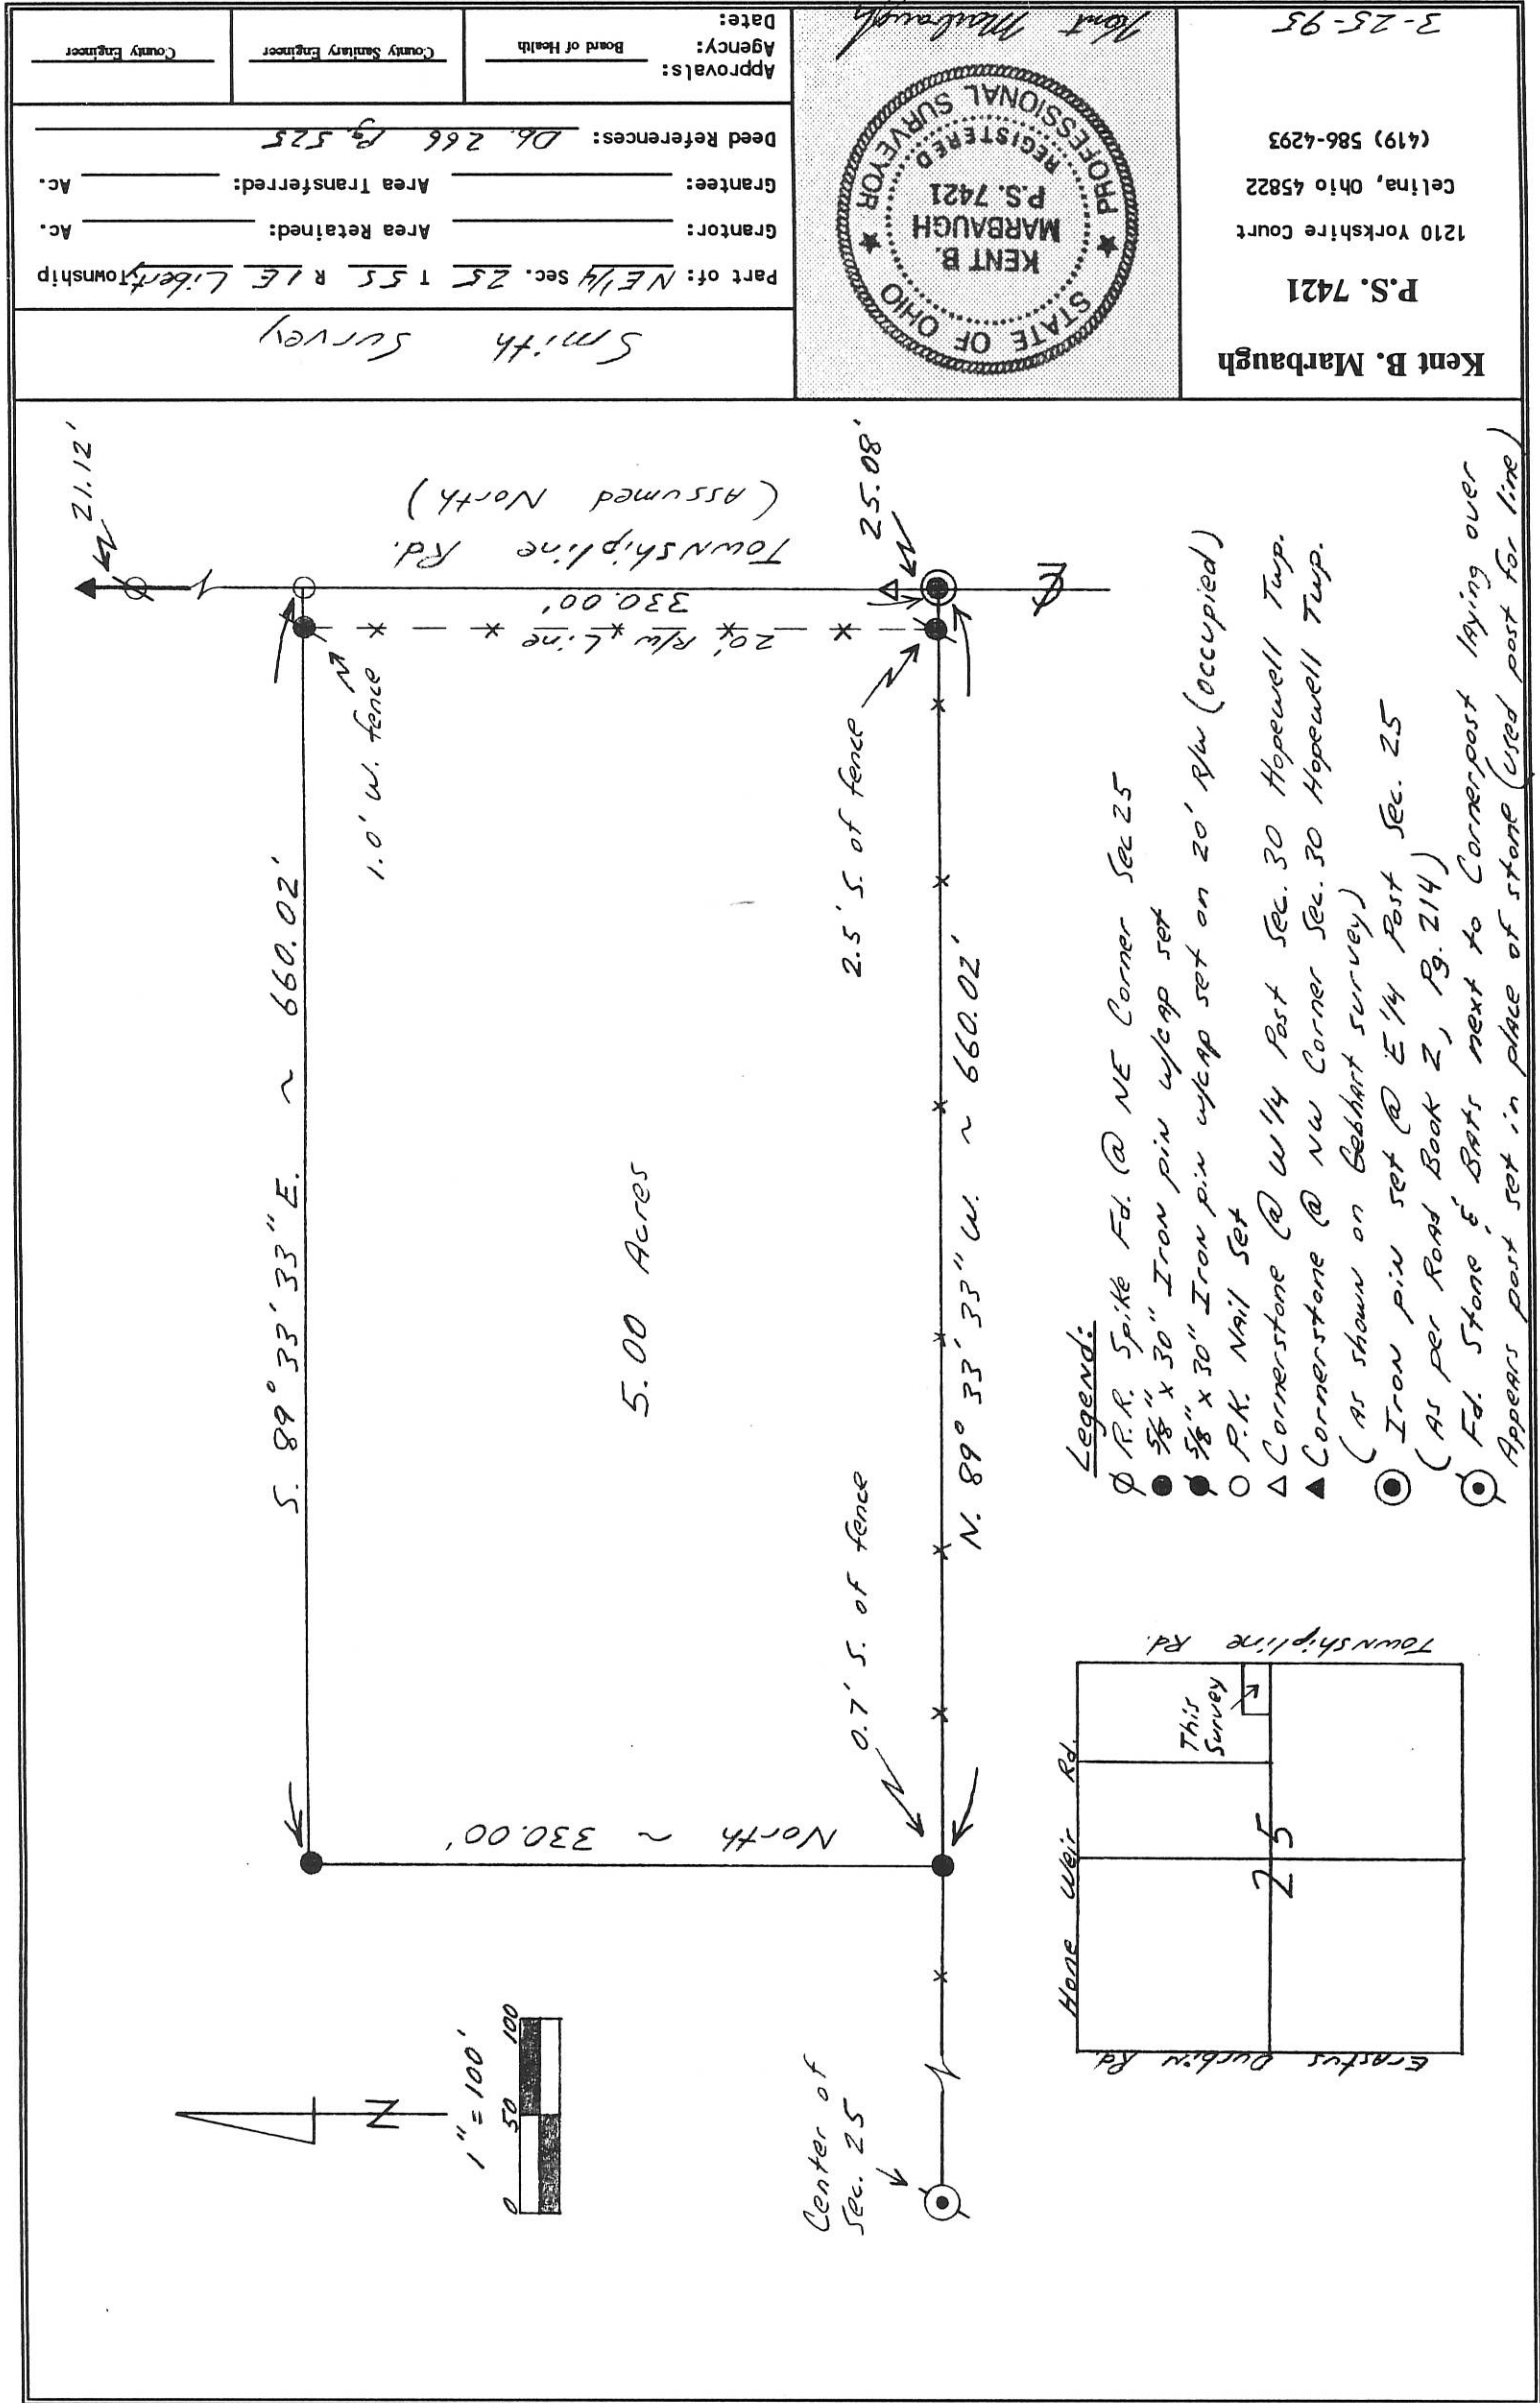 1" = 100'
0 50 100
N
Center of
Sec. 25
North ~ 330.00'
S. 89° 33' 33" E. ~ 660.02'
5.00 Acres
0.7' S. of fence
N. 89° 33' 33" W. ~ 660.02'
2.5' S. of fence
1.0' W. fence
20' R/W Line
330.00'
Townshipline Rd.
(Assumed North)
21.12'
25.08'
Hone Weir Rd.
Erastus Durbin Rd.
This
Survey
25
Townshipline Rd.
Legend:
R.R. Spike Fd. @ NE Corner Sec 25
5/8" x 30" Iron pin w/cap set
5/8" x 30" Iron pin w/cap set on 20' R/W (occupied)
P.K. Nail Set
Cornerstone @ W 1/4 Post Sec. 30 Hopewell Twp.
Cornerstone @ NW Corner Sec. 30 Hopewell Twp.
(As shown on Gebhart survey)
Iron pin set @ E 1/4 Post Sec. 25
(As per Road Book 2, Pg. 214)
Fd. Stone & Bats next to Cornerpost laying over
Appears post set in place of stone (used post for line)
Kent B. Marbaugh
P.S. 7421
1210 Yorkshire Court
Celina, Ohio 45822
(419) 586-4293
3-25-95
STATE OF OHIO
KENT B.
MARBAUGH
P.S. 7421
REGISTERED
PROFESSIONAL SURVEYOR
Kent Marbaugh
Smith Survey
Part of: NE 1/4 Sec. 25 T 5S R 1E Liberty Township
Grantor: Area Retained: Ac.
Grantee: Area Transferred: Ac.
Deed References: Db. 266 Pg. 525
Approvals:
Agency: Board of Health County Sanitary Engineer County Engineer
Date: